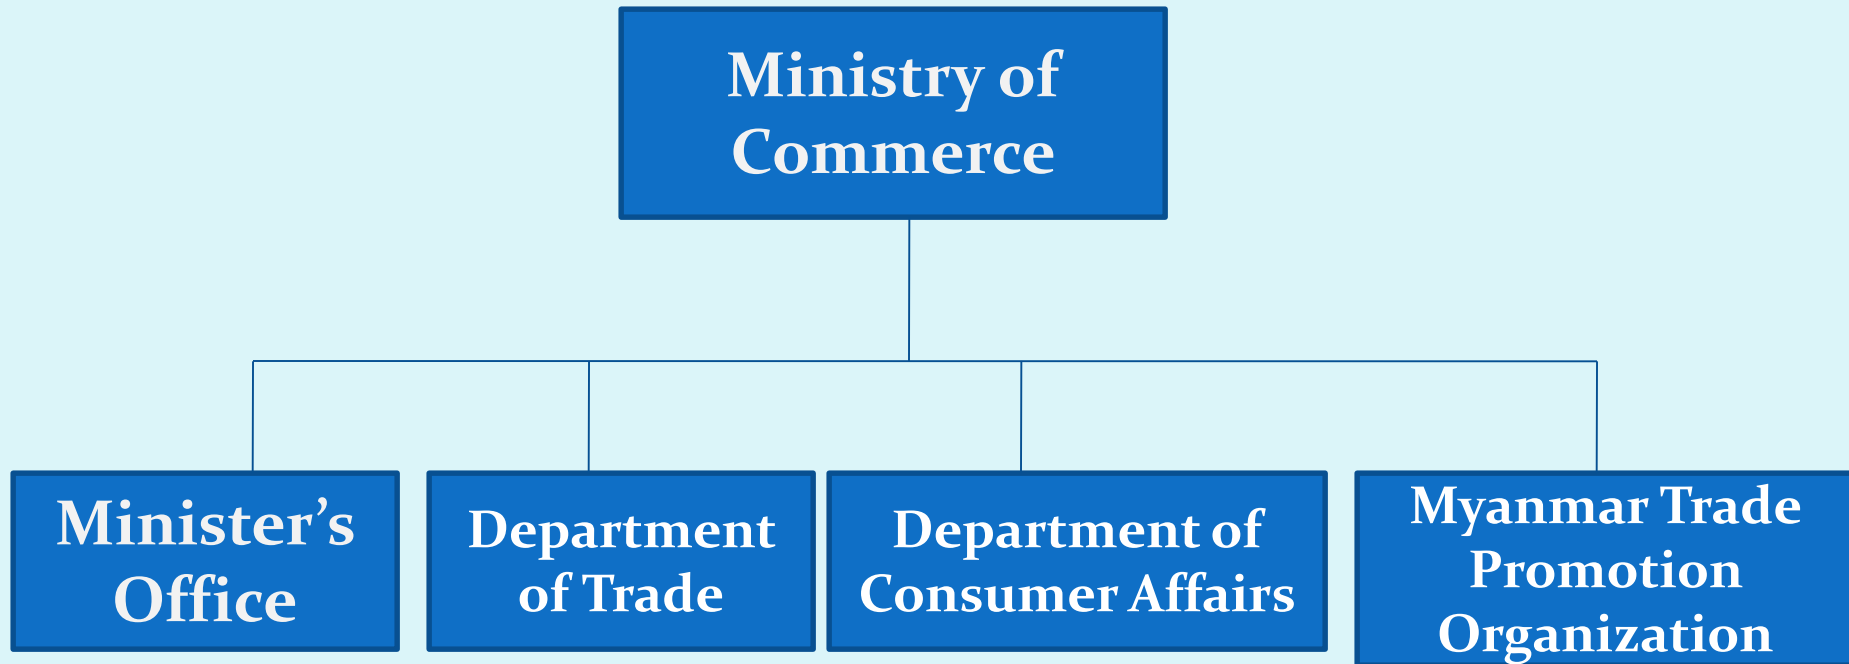 Ministry of
Commerce
Minister’s
Office
Department
of Trade
Department of
Consumer Affairs
Myanmar Trade
Promotion
Organization